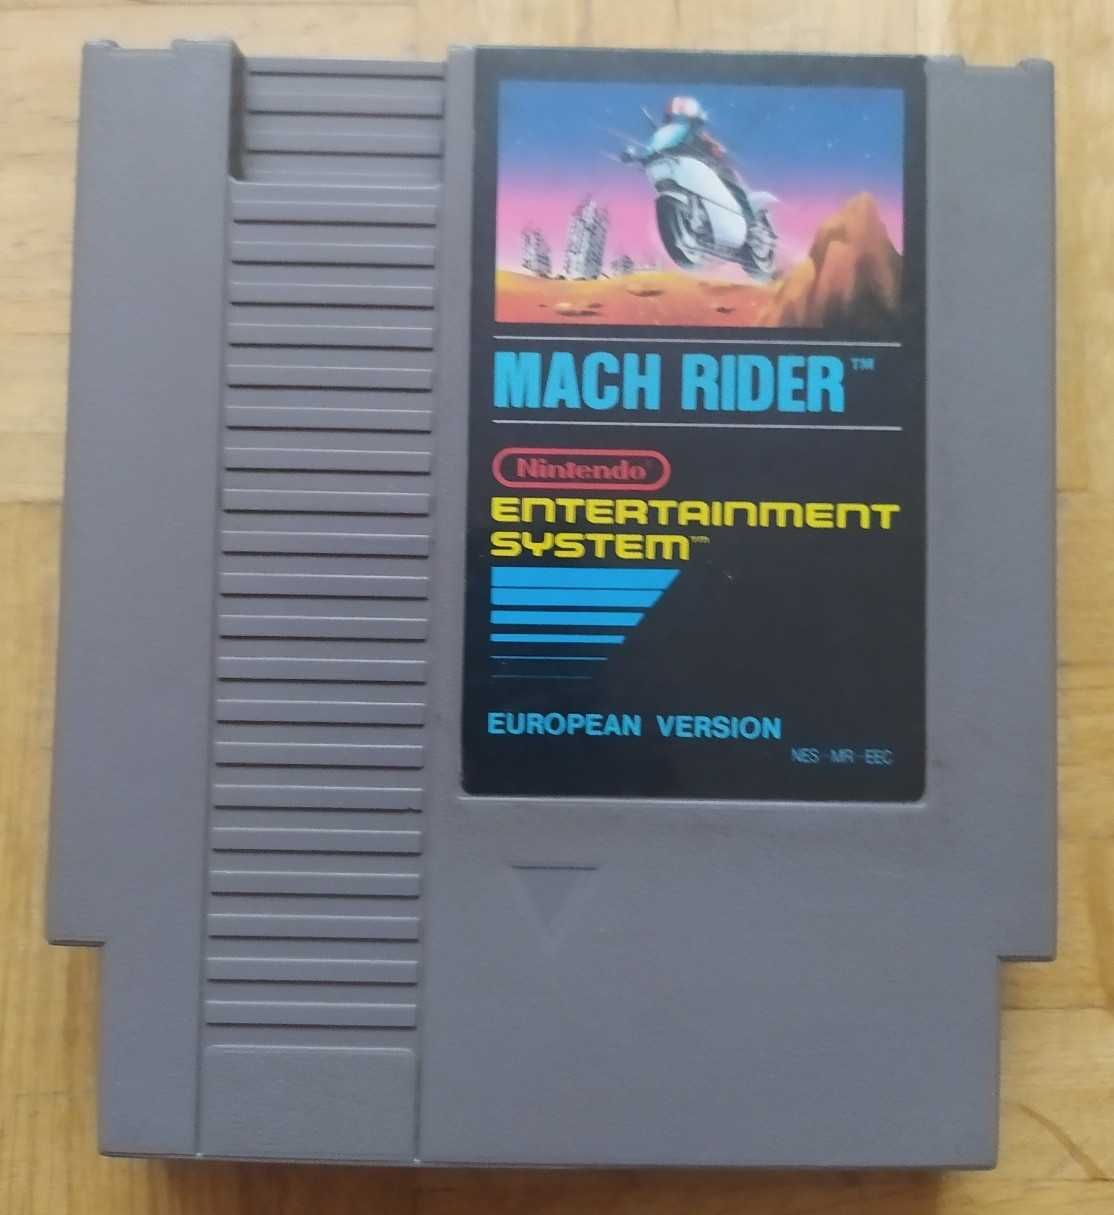 MACH RIDER™
Nintendo®
ENTERTAINMENT
SYSTEM™
EUROPEAN VERSION
NES-MR-EEC